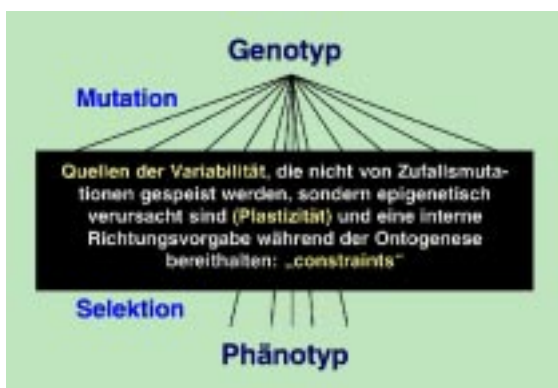 Genotyp
Mutation
Quellen der Variabilität, die nicht von Zufallsmuta-
tionen gespeist werden, sondern epigenetisch
verursacht sind (Plastizität) und eine interne
Richtungsvorgabe während der Ontogenese
bereithalten: „constraints“
Selektion
Phänotyp